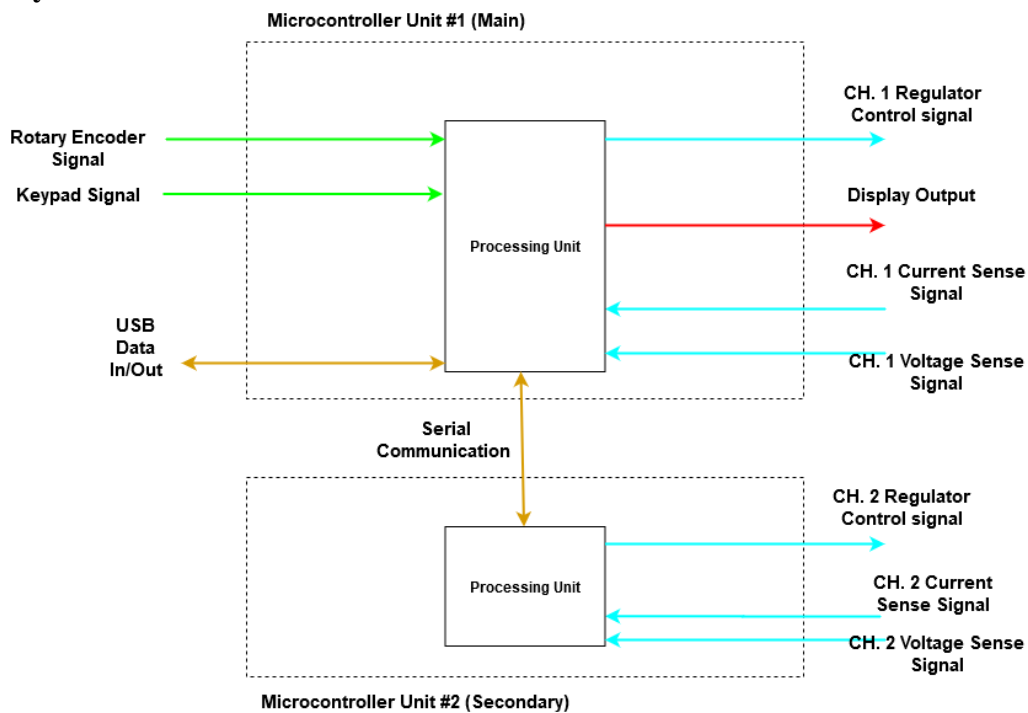 Microcontroller Unit #1 (Main)
Rotary Encoder
Signal
Keypad Signal
USB
Data
In/Out
Processing Unit
CH. 1 Regulator
Control signal
Display Output
CH. 1 Current Sense
Signal
CH. 1 Voltage Sense
Signal
Serial
Communication
Processing Unit
CH. 2 Regulator
Control signal
CH. 2 Current
Sense Signal
CH. 2 Voltage Sense
Signal
Microcontroller Unit #2 (Secondary)